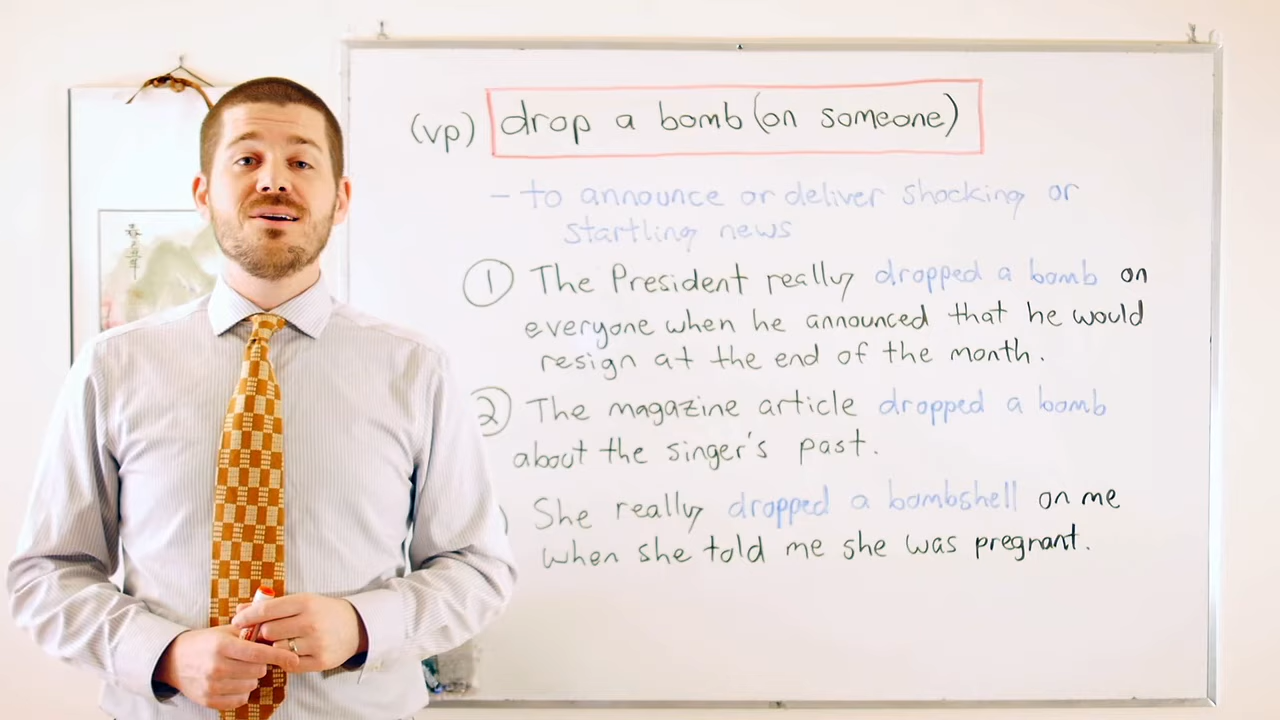 (vp) drop a bomb (on someone)
– to announce or deliver shocking or
startling news
① The President really dropped a bomb on
everyone when he announced that he would
resign at the end of the month.
② The magazine article dropped a bomb
about the singer's past.
) She really dropped a bombshell on me
when she told me she was pregnant.